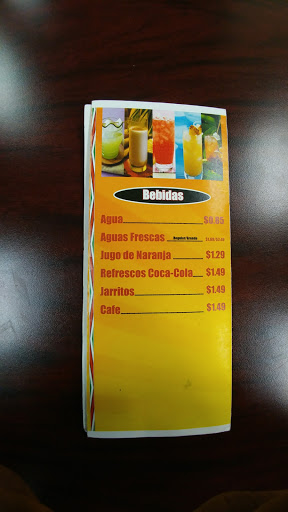 Bebidas
Agua $0.85
Aguas Frescas
Jugo de Naranja $1.29
Refresces Coca-Cola $1.49
Jarritos $1.49
Cafe $1.49